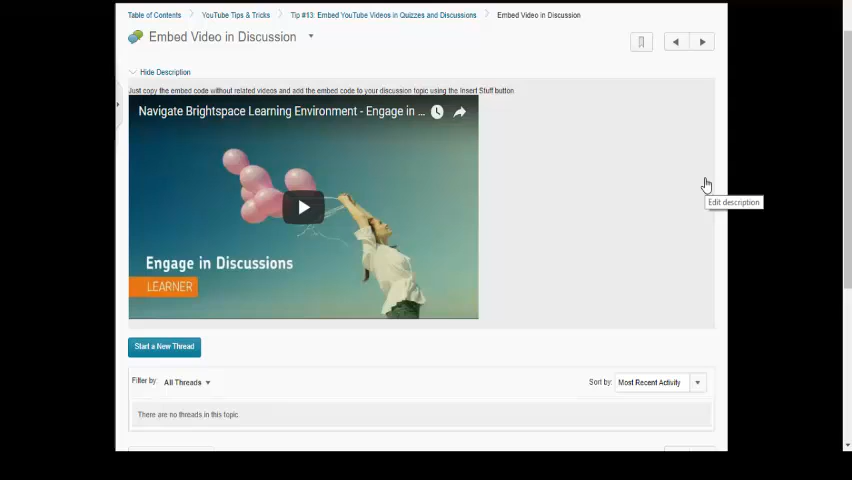 Table of Contents YouTube Tips & Tricks Tip #13: Embed YouTube Videos in Quizzes and Discussions Embed Video in Discussion
Embed Video in Discussion
Hide Description
Just copy the embed code without related videos and add the embed code to your discussion topic using the Insert Stuff button
Navigate Brightspace Learning Environment - Engage in ...
Edit description
Engage in Discussions
LEARNER
Start a New Thread
Filter by: All Threads Sort by: Most Recent Activity
There are no threads in this topic